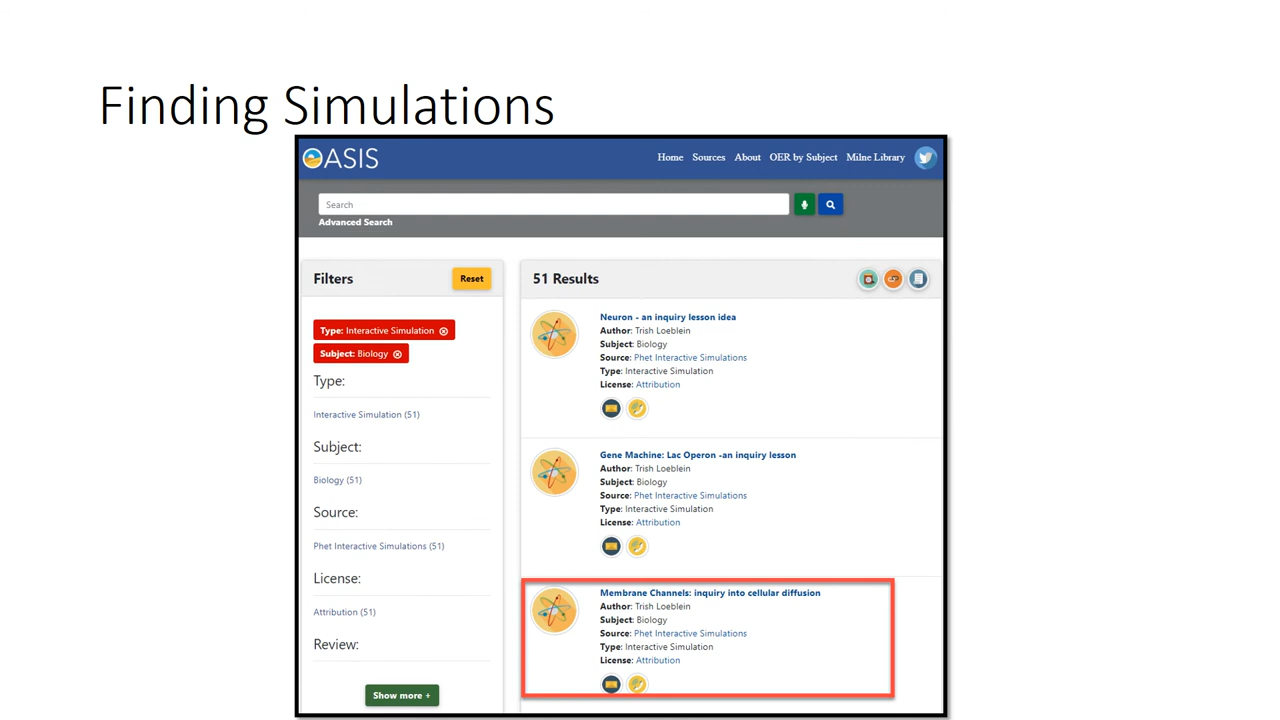 Finding Simulations
OASIS
Home Sources About OER by Subject Milne Library
Search
Advanced Search
Filters
Reset
Type: Interactive Simulation
Subject: Biology
Type:
Interactive Simulation (51)
Subject:
Biology (51)
Source:
Phet Interactive Simulations (51)
License:
Attribution (51)
Review:
Show more +
51 Results
Neuron - an inquiry lesson idea
Author: Trish Loeblein
Subject: Biology
Source: Phet Interactive Simulations
Type: Interactive Simulation
License: Attribution
Gene Machine: Lac Operon -an inquiry lesson
Author: Trish Loeblein
Subject: Biology
Source: Phet Interactive Simulations
Type: Interactive Simulation
License: Attribution
Membrane Channels: inquiry into cellular diffusion
Author: Trish Loeblein
Subject: Biology
Source: Phet Interactive Simulations
Type: Interactive Simulation
License: Attribution